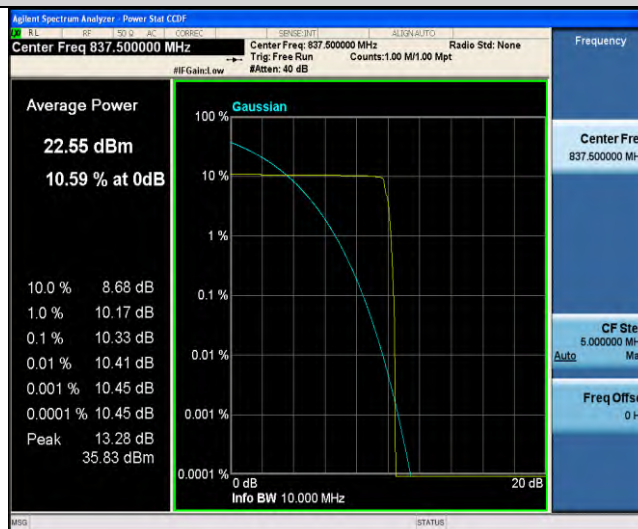 Agilent Spectrum Analyzer - Power Stat CCDF
RL RF 50 Ω AC CORREC SENSE:INT ALIGN AUTO
Center Freq 837.500000 MHz
Center Freq: 837.500000 MHz Radio Std: None
Trig: Free Run Counts:1.00 M/1.00 Mpt
#IFGain:Low #Atten: 40 dB
Frequency
Average Power
22.55 dBm
10.59 % at 0dB
10.0 % 8.68 dB
1.0 % 10.17 dB
0.1 % 10.33 dB
0.01 % 10.41 dB
0.001 % 10.45 dB
0.0001 % 10.45 dB
Peak 13.28 dB
35.83 dBm
Gaussian
100 %
10 %
1 %
0.1 %
0.01 %
0.001 %
0.0001 %
0 dB 20 dB
Info BW 10.000 MHz
Center Fre
837.500000 MH
CF Ste
5.000000 MH
Auto Ma
Freq Offse
0 H
MSG STATUS